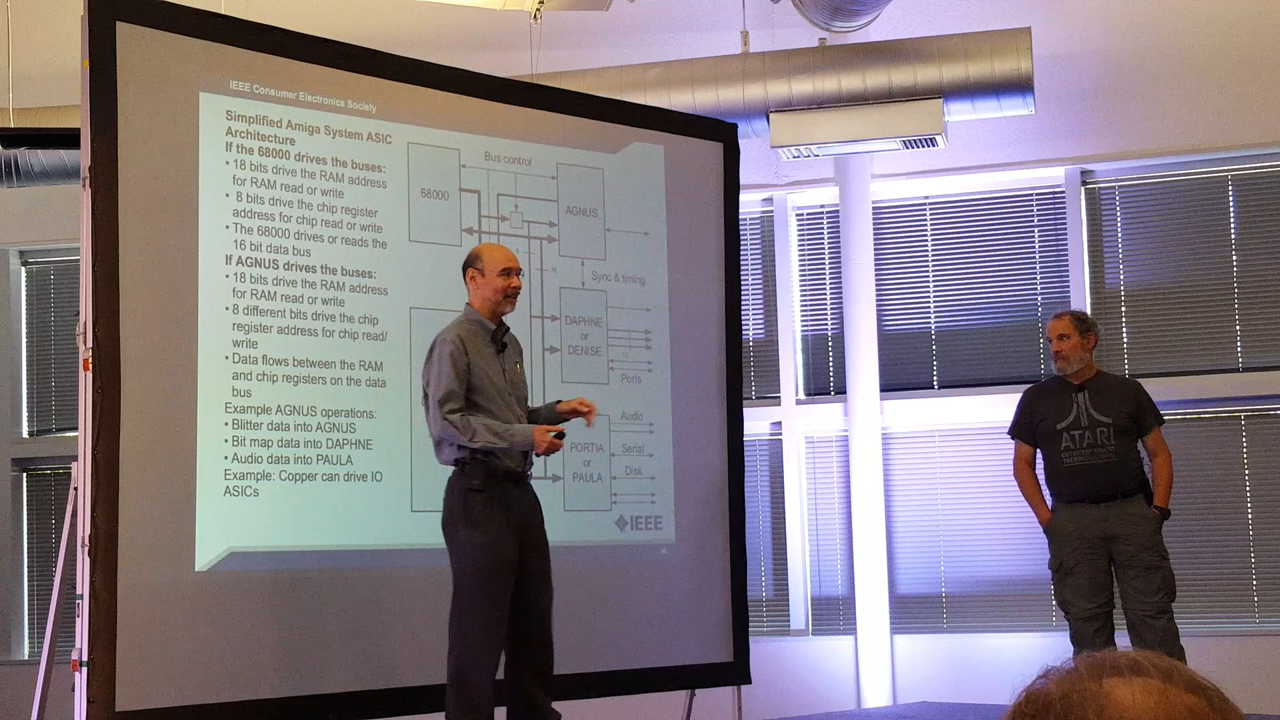 IEEE Consumer Electronics Society
Simplified Amiga System ASIC
Architecture
If the 68000 drives the buses:
• 18 bits drive the RAM address
for RAM read or write
• 8 bits drive the chip register
address for chip read or write
• The 68000 drives or reads the
16 bit data bus
If AGNUS drives the buses:
• 18 bits drive the RAM address
for RAM read or write
• 8 different bits drive the chip
register address for chip read/
write
• Data flows between the RAM
and chip registers on the data
bus
Example AGNUS operations:
• Blitter data into AGNUS
• Bit map data into DAPHNE
• Audio data into PAULA
Example: Copper can drive IO
ASICs
Bus control
68000
AGNUS
Sync & timing
DAPHNE
or
DENISE
Ports
Audio
PORTIA
or
PAULA
Serial
Disk
IEEE
ATARI